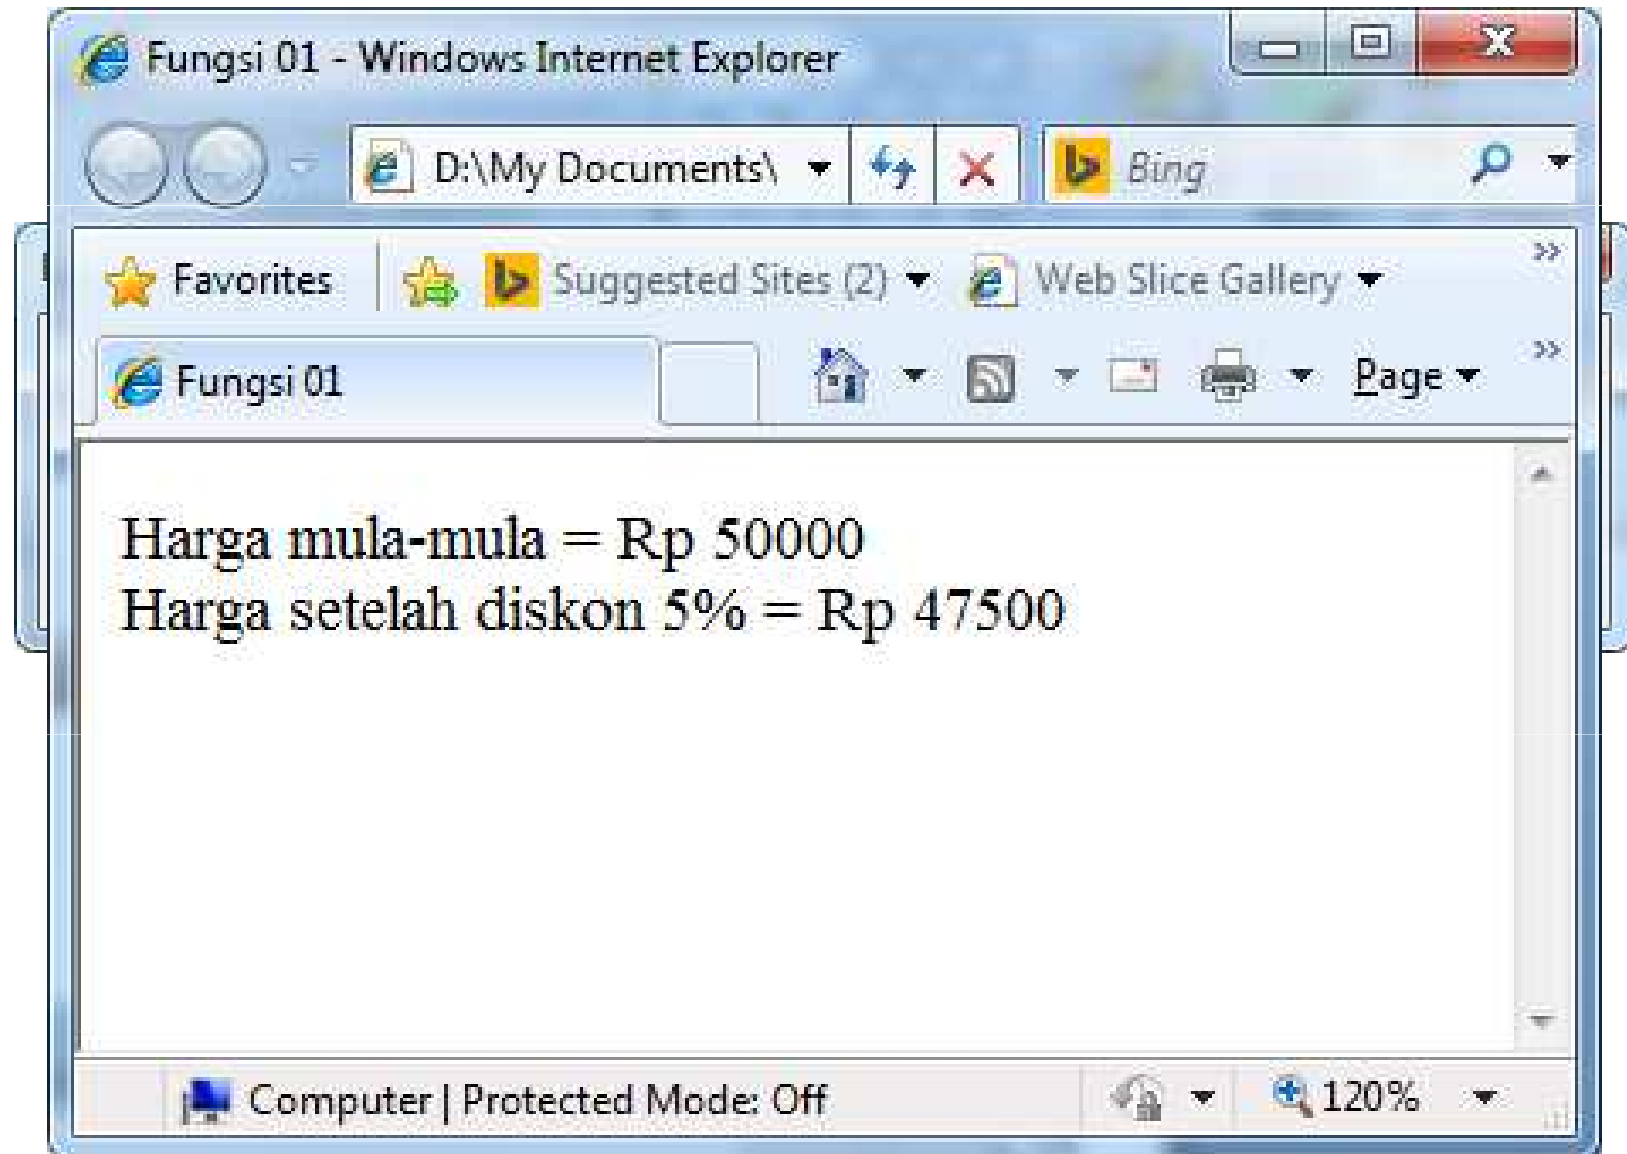 Fungsi 01 - Windows Internet Explorer
D:\My Documents\
Bing
Favorites
Suggested Sites (2)
Web Slice Gallery
Fungsi 01
Page
Harga mula-mula = Rp 50000
Harga setelah diskon 5% = Rp 47500
Computer | Protected Mode: Off
120%